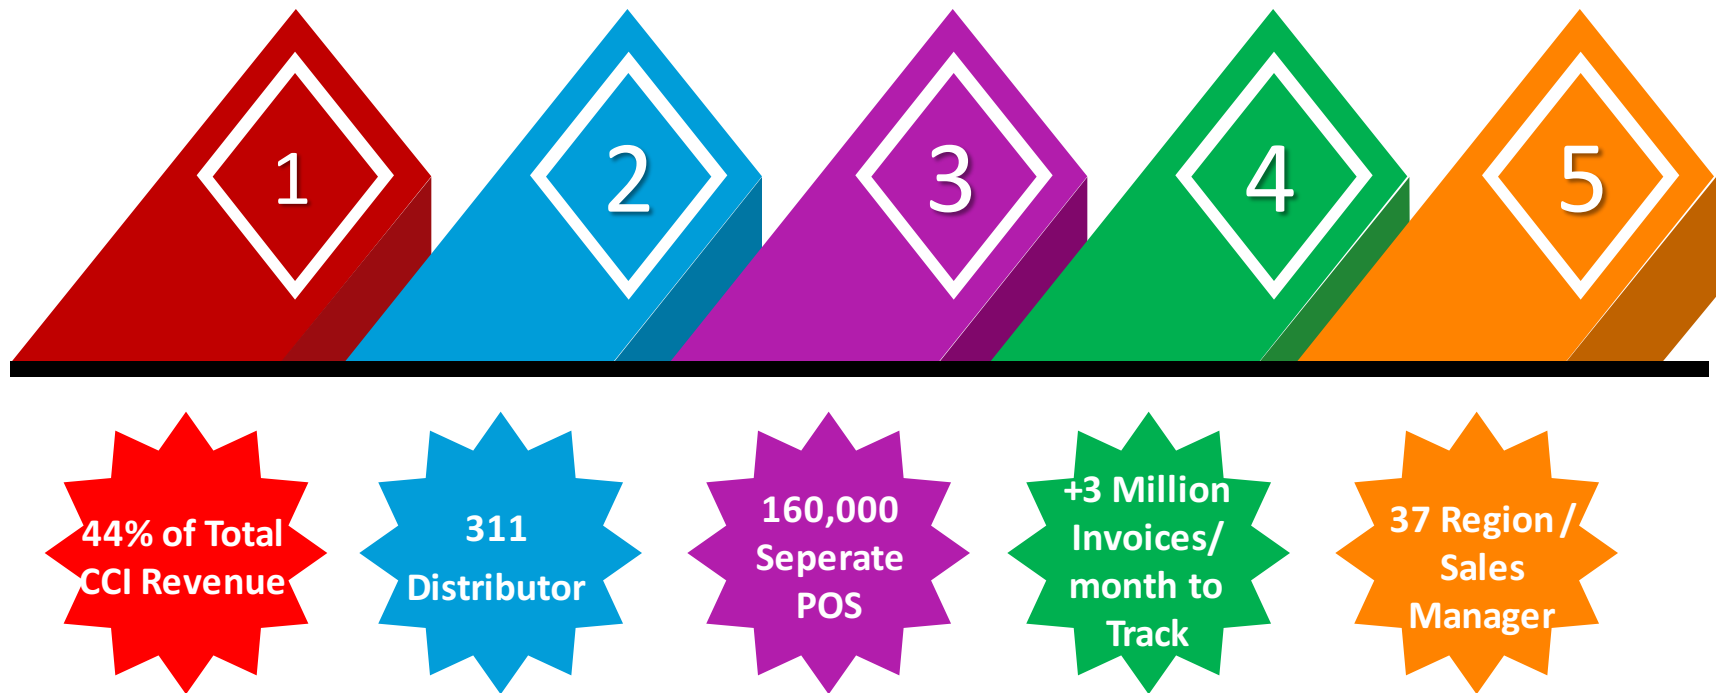 1
2
3
4
5
44% of Total
CCI Revenue
311
Distributor
160,000
Seperate
POS
+3 Million
Invoices/
month to
Track
37 Region /
Sales
Manager